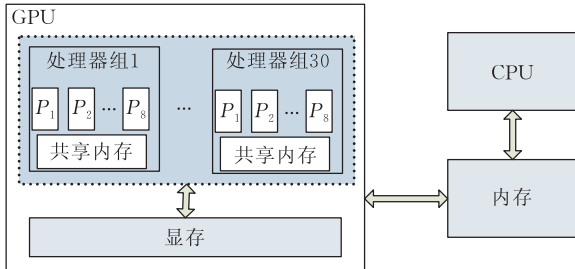 GPU
处理器组1
P1 P2 ... P8
共享内存
...
处理器组30
P1 P2 ... P8
共享内存
显存
CPU
内存